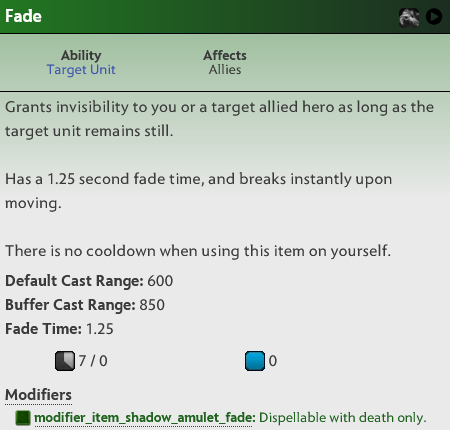 Fade
Ability Affects
Target Unit Allies
Grants invisibility to you or a target allied hero as long as the
target unit remains still.
Has a 1.25 second fade time, and breaks instantly upon
moving.
There is no cooldown when using this item on yourself.
Default Cast Range: 600
Buffer Cast Range: 850
Fade Time: 1.25
7 / 0 0
Modifiers
modifier_item_shadow_amulet_fade: Dispellable with death only.